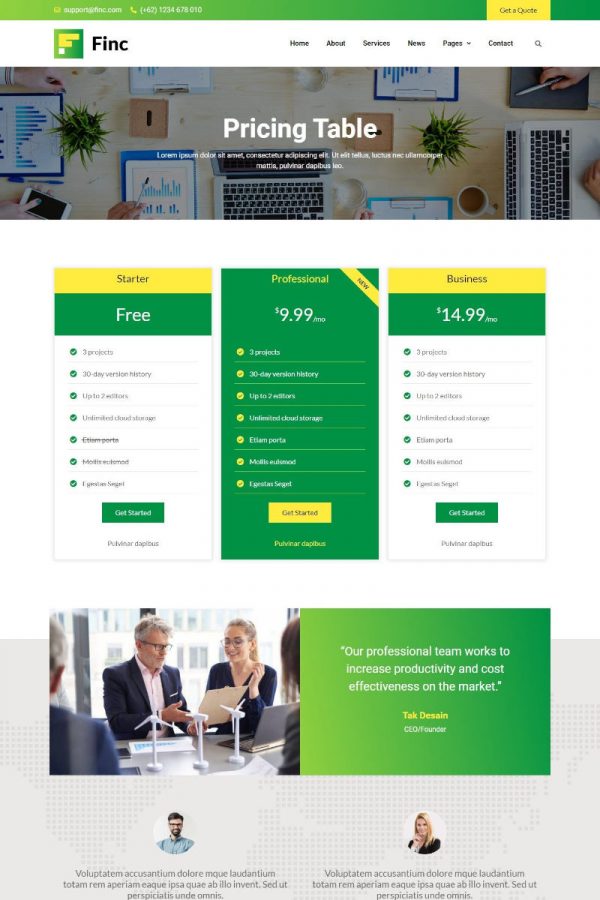 support@finc.com (+62) 1234 678 010 Get a Quote
Finc Home About Services News Pages Contact
Pricing Table
Lorem ipsum dolor sit amet, consectetur adipiscing elit. Ut elit tellus, luctus nec ullamcorper
mattis, pulvinar dapibus leo.
Starter
Free
3 projects
30-day version history
Up to 2 editors
Unlimited cloud storage
Etiam porta
Mollis euismod
Egestas Seget
Get Started
Pulvinar dapibus
Professional
NEW
$9.99/mo
3 projects
30-day version history
Up to 2 editors
Unlimited cloud storage
Etiam porta
Mollis euismod
Egestas Seget
Get Started
Pulvinar dapibus
Business
$14.99/mo
3 projects
30-day version history
Up to 2 editors
Unlimited cloud storage
Etiam porta
Mollis euismod
Egestas Seget
Get Started
Pulvinar dapibus
“Our professional team works to
increase productivity and cost
effectiveness on the market.”
Tak Desain
CEO/Founder
Voluptatem accusantium dolore mque laudantium
totam rem aperiam eaque ipsa quae ab illo invent. Sed ut
perspiciatis unde omnis.
Voluptatem accusantium dolore mque laudantium
totam rem aperiam eaque ipsa quae ab illo invent. Sed ut
perspiciatis unde omnis.